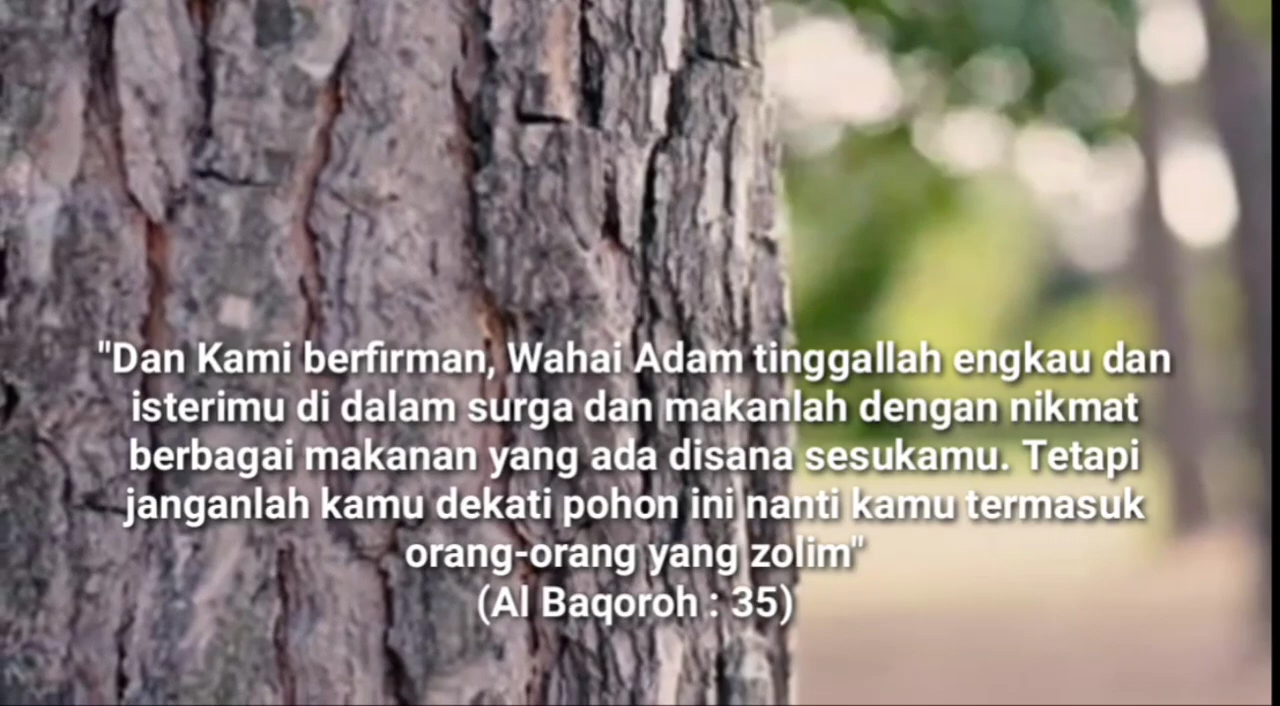 "Dan Kami berfirman, Wahai Adam tinggallah engkau dan
isterimu di dalam surga dan makanlah dengan nikmat
berbagai makanan yang ada disana sesukamu. Tetapi
janganlah kamu dekati pohon ini nanti kamu termasuk
orang-orang yang zolim"
(Al Baqoroh : 35)